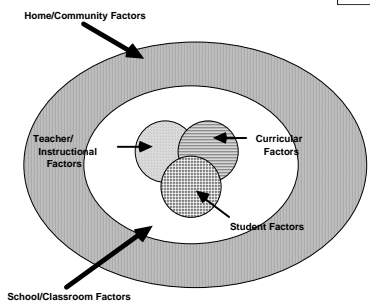 Home/Community Factors
Teacher/
Instructional
Factors
Curricular
Factors
Student Factors
School/Classroom Factors